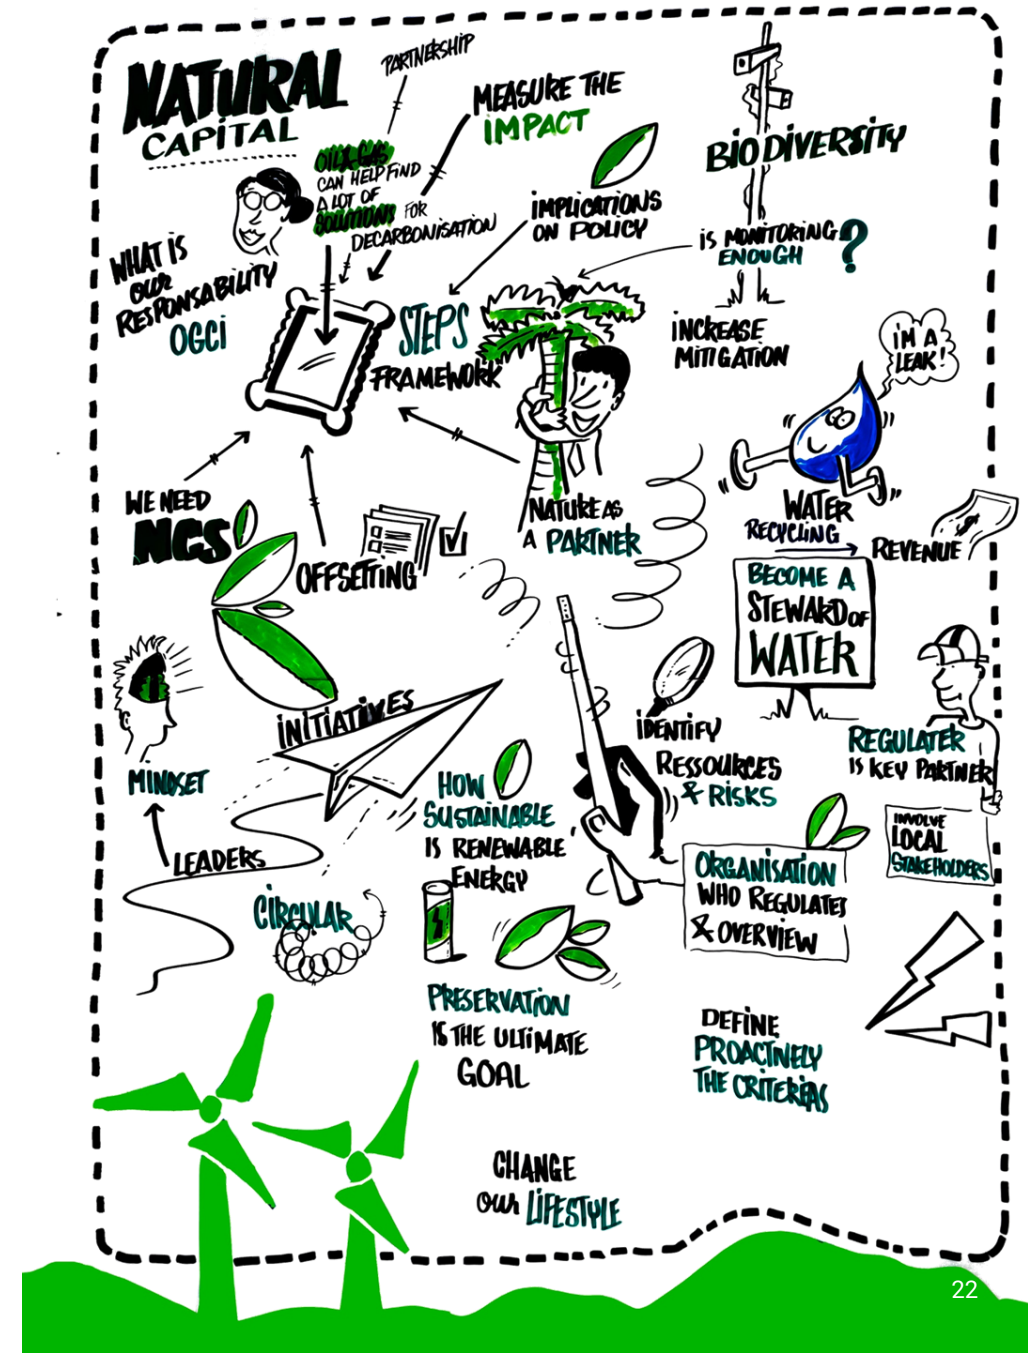 NATURAL
CAPITAL
PARTNERSHIP
MEASURE THE
IMPACT
OIL & GAS
CAN HELP FIND
A LOT OF
SOLUTIONS FOR
DECARBONISATION
IMPLICATIONS
ON POLICY
BIODIVERSITY
IS MONITORING
ENOUGH ?
INCREASE
MITIGATION
WHAT IS
OUR
RESPONSABILITY
OGCI
STEPS
FRAMEWORK
I'M A
LEAK!
WE NEED
NCS
OFFSETTING
NATURE AS
A PARTNER
WATER
RECYCLING
REVENUE
BECOME A
STEWARD OF
WATER
MINDSET
LEADERS
INITIATIVES
IDENTIFY
RESSOURCES
& RISKS
REGULATER
IS KEY PARTNER
INVOLVE
LOCAL
STAKEHOLDERS
HOW
SUSTAINABLE
IS RENEWABLE
ENERGY
CIRCULAR
ORGANISATION
WHO REGULATES
& OVERVIEW
PRESERVATION
IS THE ULTIMATE
GOAL
DEFINE
PROACTIVELY
THE CRITERIAS
CHANGE
OUR LIFESTYLE
22